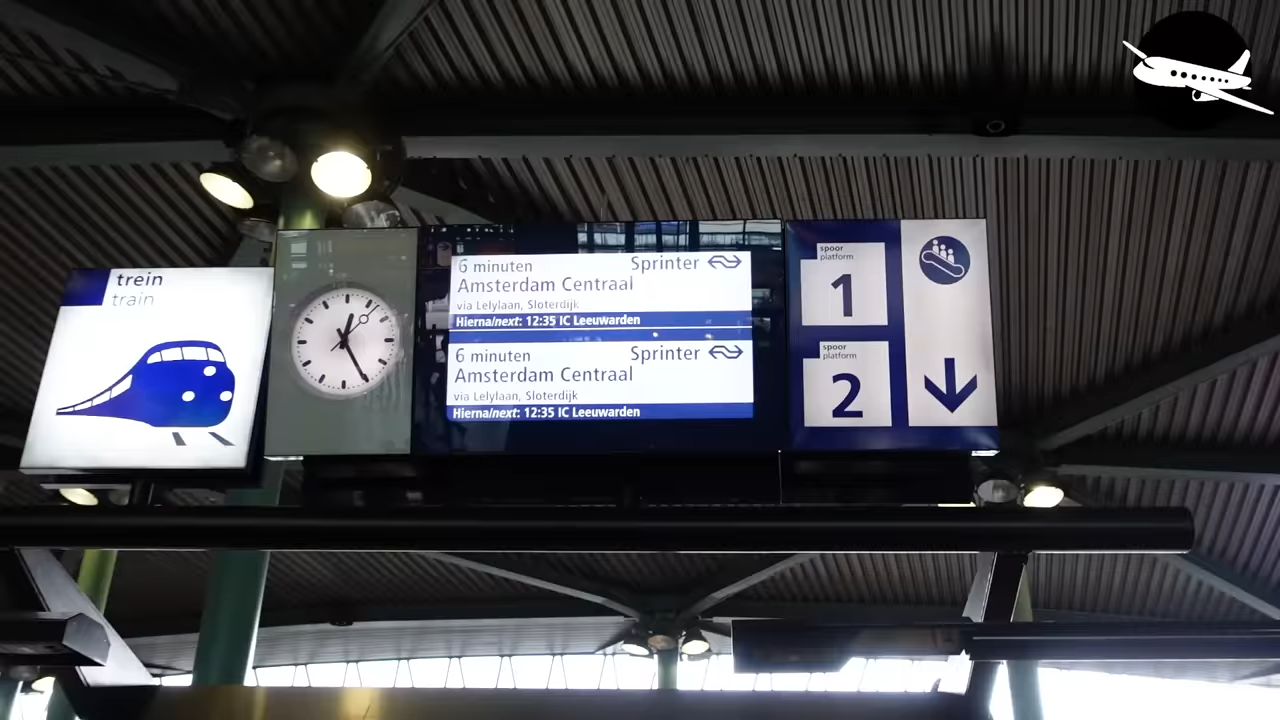 trein
train
6 minuten Sprinter
Amsterdam Centraal
via Lelylaan, Sloterdijk
Hierna/next: 12:35 IC Leeuwarden
6 minuten Sprinter
Amsterdam Centraal
via Lelylaan, Sloterdijk
Hierna/next: 12:35 IC Leeuwarden
spoor
platform
1
spoor
platform
2